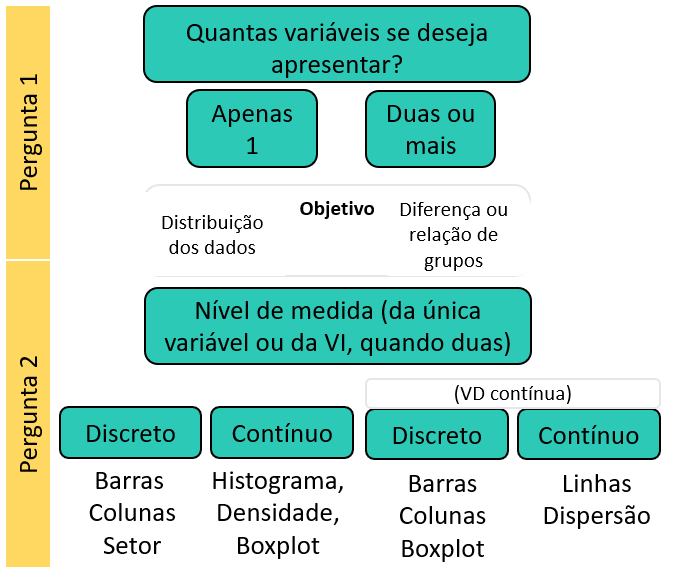 Pergunta 1
Quantas variáveis se deseja
apresentar?
Apenas
1
Duas ou
mais
Distribuição
dos dados
Objetivo
Diferença ou
relação de
grupos
Pergunta 2
Nível de medida (da única
variável ou da VI, quando duas)
(VD contínua)
Discreto
Contínuo
Discreto
Contínuo
Barras
Colunas
Setor
Histograma,
Densidade,
Boxplot
Barras
Colunas
Boxplot
Linhas
Dispersão